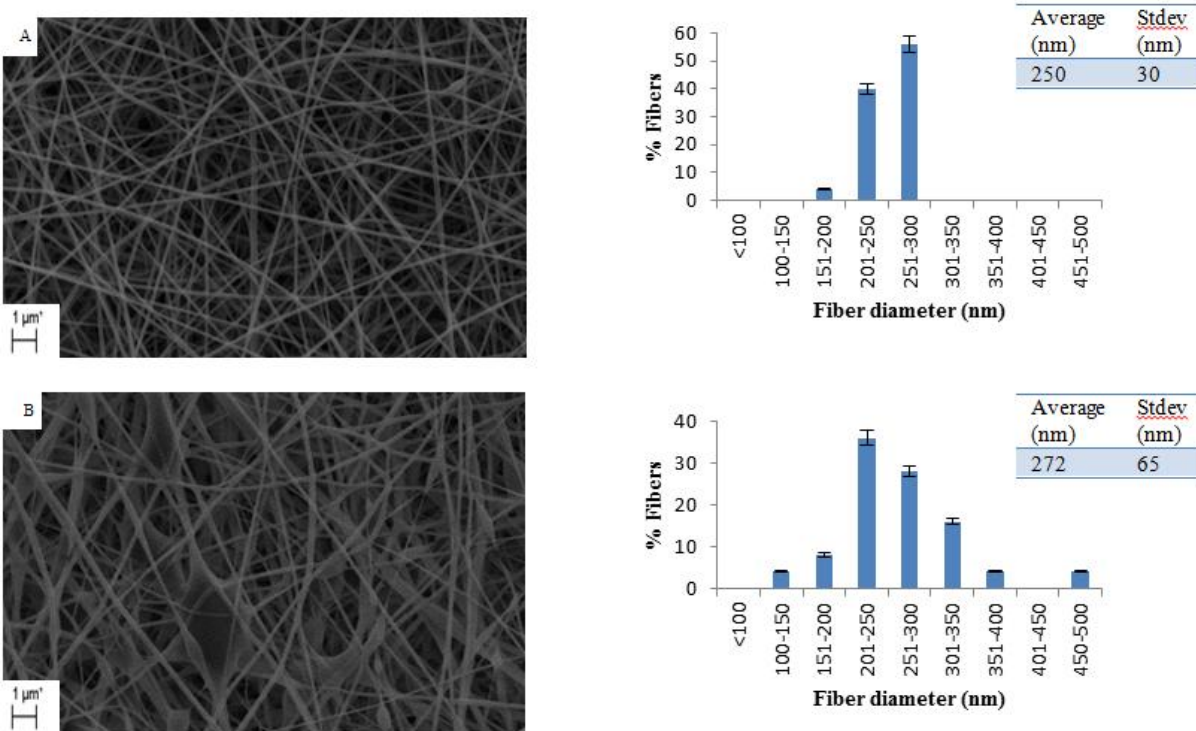 A
1 µm
60
50
40
30
20
10
0
% Fibers
<100
100-150
151-200
201-250
251-300
301-350
351-400
401-450
451-500
Fiber diameter (nm)
Average Stdev
(nm) (nm)
250 30
B
1 µm
40
30
20
10
0
% Fibers
<100
100-150
151-200
201-250
251-300
301-350
351-400
401-450
450-500
Fiber diameter (nm)
Average Stdev
(nm) (nm)
272 65